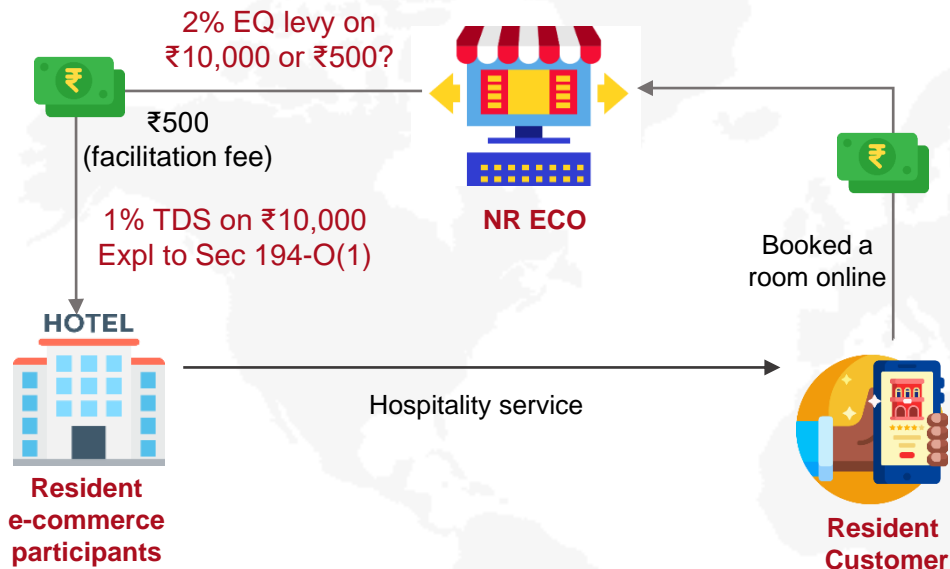 2% EQ levy on
₹10,000 or ₹500?
₹
₹500
(facilitation fee)
1% TDS on ₹10,000
Expl to Sec 194-O(1)
NR ECO
₹
Booked a
room online
HOTEL
Hospitality service
Resident
e-commerce
participants
Resident
Customer